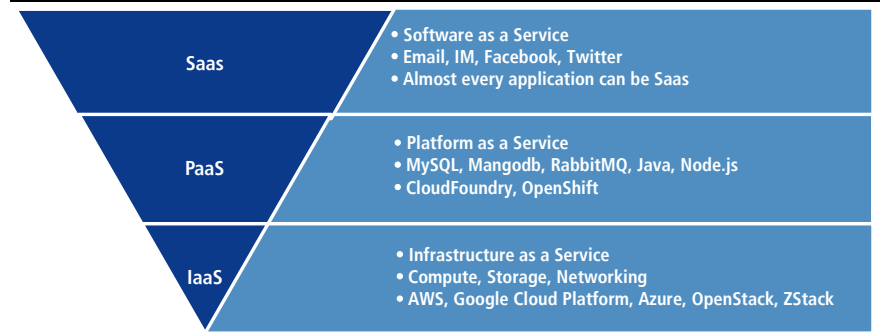 Saas
• Software as a Service
• Email, IM, Facebook, Twitter
• Almost every application can be Saas
PaaS
• Platform as a Service
• MySQL, Mangodb, RabbitMQ, Java, Node.js
• CloudFoundry, OpenShift
IaaS
• Infrastructure as a Service
• Compute, Storage, Networking
• AWS, Google Cloud Platform, Azure, OpenStack, ZStack